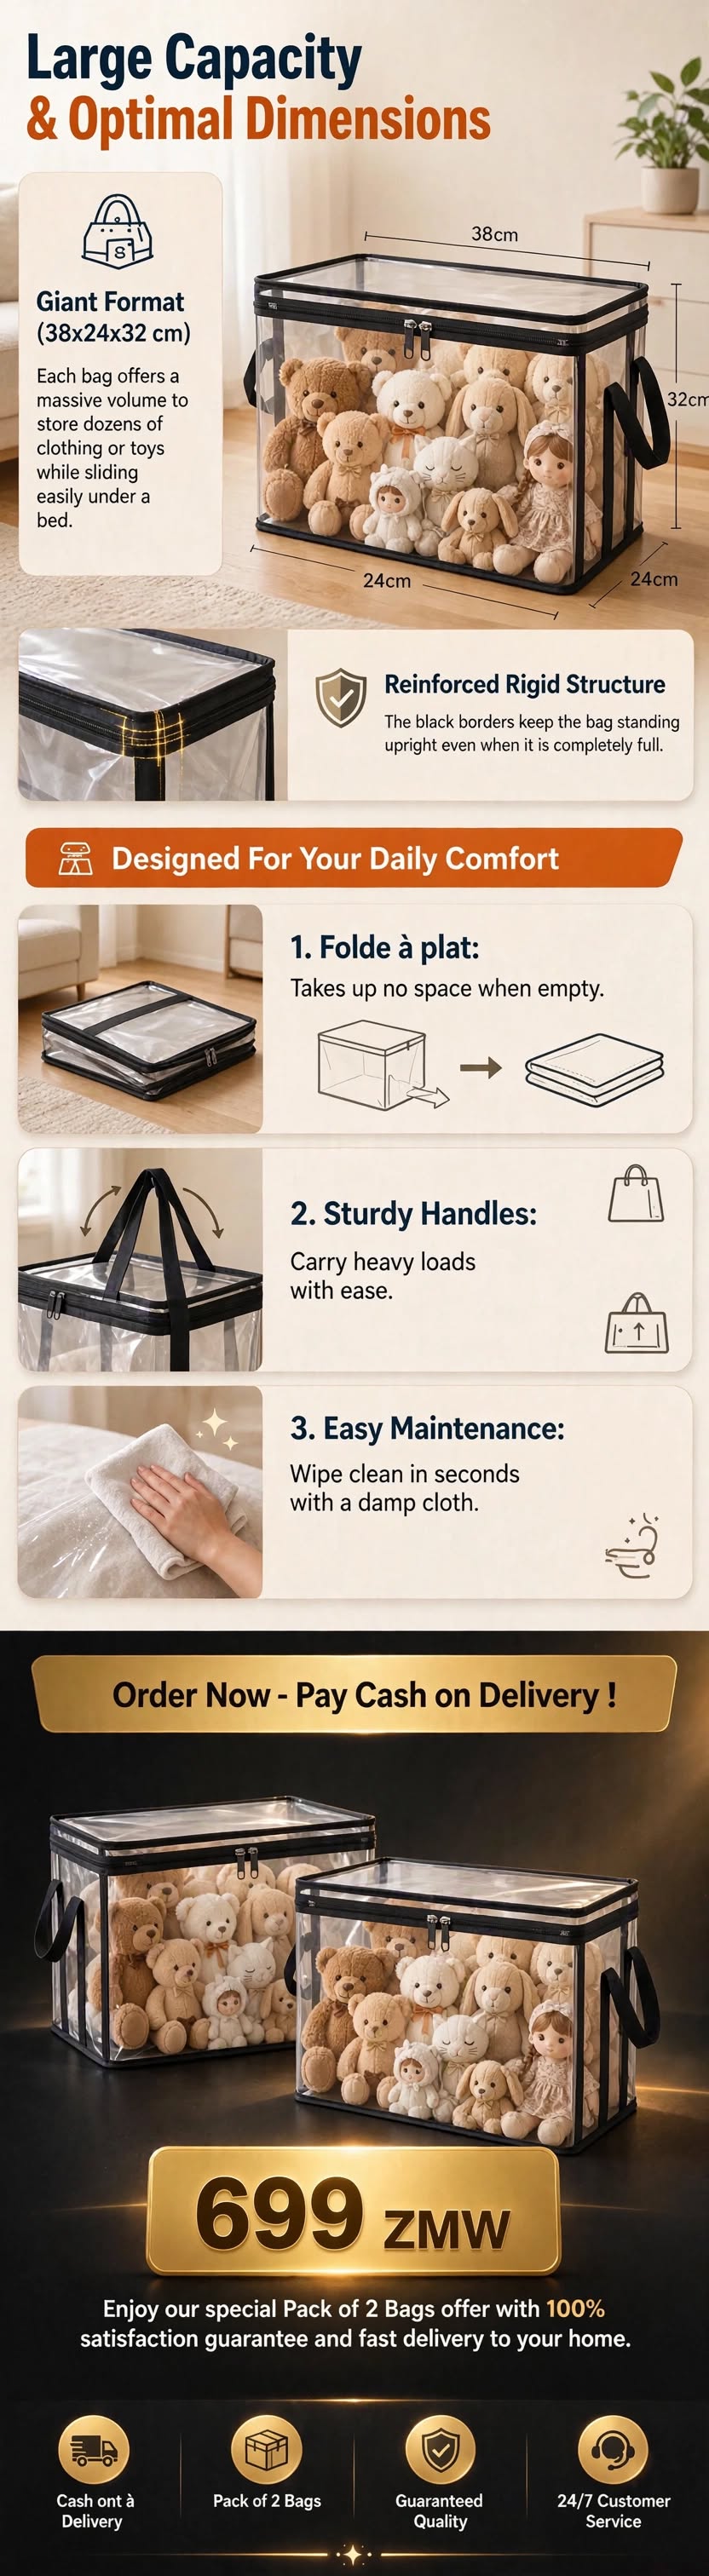 Large Capacity
& Optimal Dimensions
Giant Format
(38x24x32 cm)
Each bag offers a
massive volume to
store dozens of
clothing or toys
while sliding
easily under a
bed.
38cm
32cm
24cm
24cm
Reinforced Rigid Structure
The black borders keep the bag standing
upright even when it is completely full.
Designed For Your Daily Comfort
1. Folde à plat:
Takes up no space when empty.
2. Sturdy Handles:
Carry heavy loads
with ease.
3. Easy Maintenance:
Wipe clean in seconds
with a damp cloth.
Order Now - Pay Cash on Delivery !
699 ZMW
Enjoy our special Pack of 2 Bags offer with 100%
satisfaction guarantee and fast delivery to your home.
Cash ont à
Delivery
Pack of 2 Bags
Guaranteed
Quality
24/7 Customer
Service